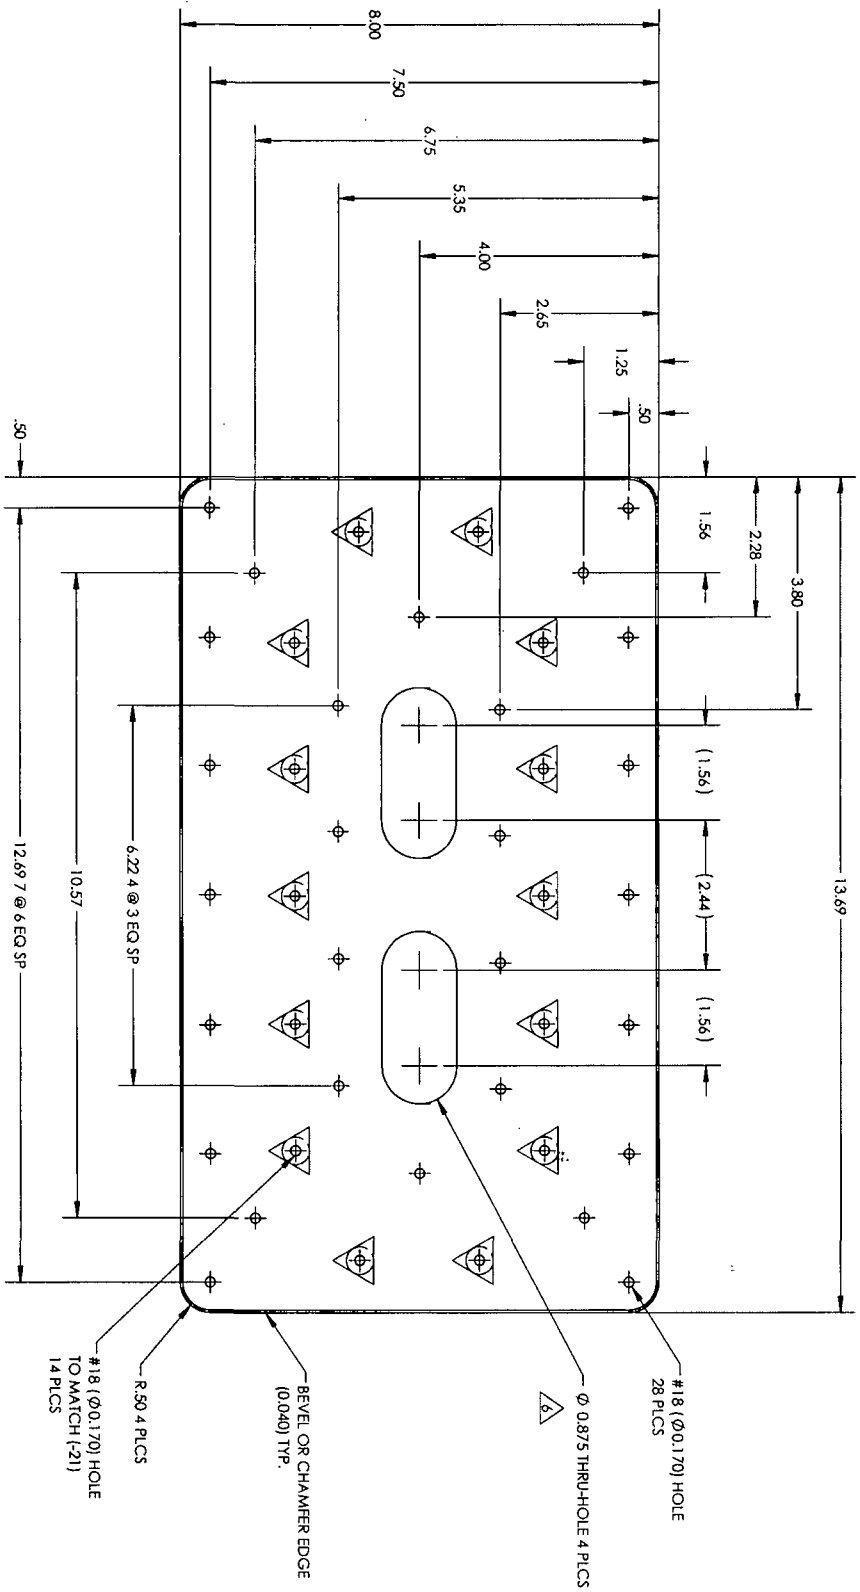 13.69
3.80
2.28
1.56
(1.56)
(2.44)
(1.56)
.50
1.25
2.65
4.00
5.35
6.75
7.50
8.00
.50
6.22 4 @ 3 EQ SP
10.57
12.69 7 @ 6 EQ SP
#18 (Ø0.170) HOLE
28 PLCS
Ø 0.875 THRU-HOLE 4 PLCS
6
BEVEL OR CHAMFER EDGE
(0.040) TYP.
R.50 4 PLCS
#18 (Ø0.170) HOLE
TO MATCH (-21)
14 PLCS